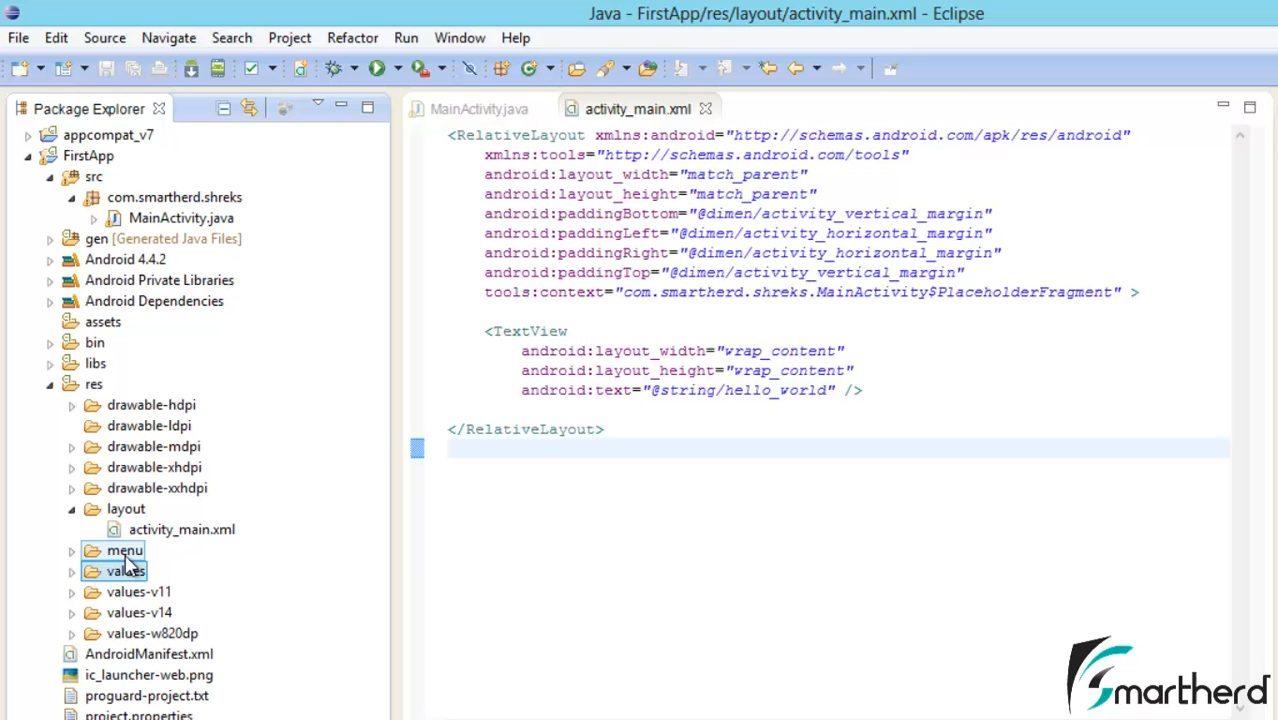 Java - FirstApp/res/layout/activity_main.xml - Eclipse
File Edit Source Navigate Search Project Refactor Run Window Help
Package Explorer
appcompat_v7
FirstApp
src
com.smartherd.shreks
MainActivity.java
gen [Generated Java Files]
Android 4.4.2
Android Private Libraries
Android Dependencies
assets
bin
libs
res
drawable-hdpi
drawable-ldpi
drawable-mdpi
drawable-xhdpi
drawable-xxhdpi
layout
activity_main.xml
menu
values
values-v11
values-v14
values-w820dp
AndroidManifest.xml
ic_launcher-web.png
proguard-project.txt
project.properties
MainActivity.java activity_main.xml
<RelativeLayout xmlns:android="http://schemas.android.com/apk/res/android"
xmlns:tools="http://schemas.android.com/tools"
android:layout_width="match_parent"
android:layout_height="match_parent"
android:paddingBottom="@dimen/activity_vertical_margin"
android:paddingLeft="@dimen/activity_horizontal_margin"
android:paddingRight="@dimen/activity_horizontal_margin"
android:paddingTop="@dimen/activity_vertical_margin"
tools:context="com.smartherd.shreks.MainActivity$PlaceholderFragment" >
<TextView
android:layout_width="wrap_content"
android:layout_height="wrap_content"
android:text="@string/hello_world" />
</RelativeLayout>
Smartherd